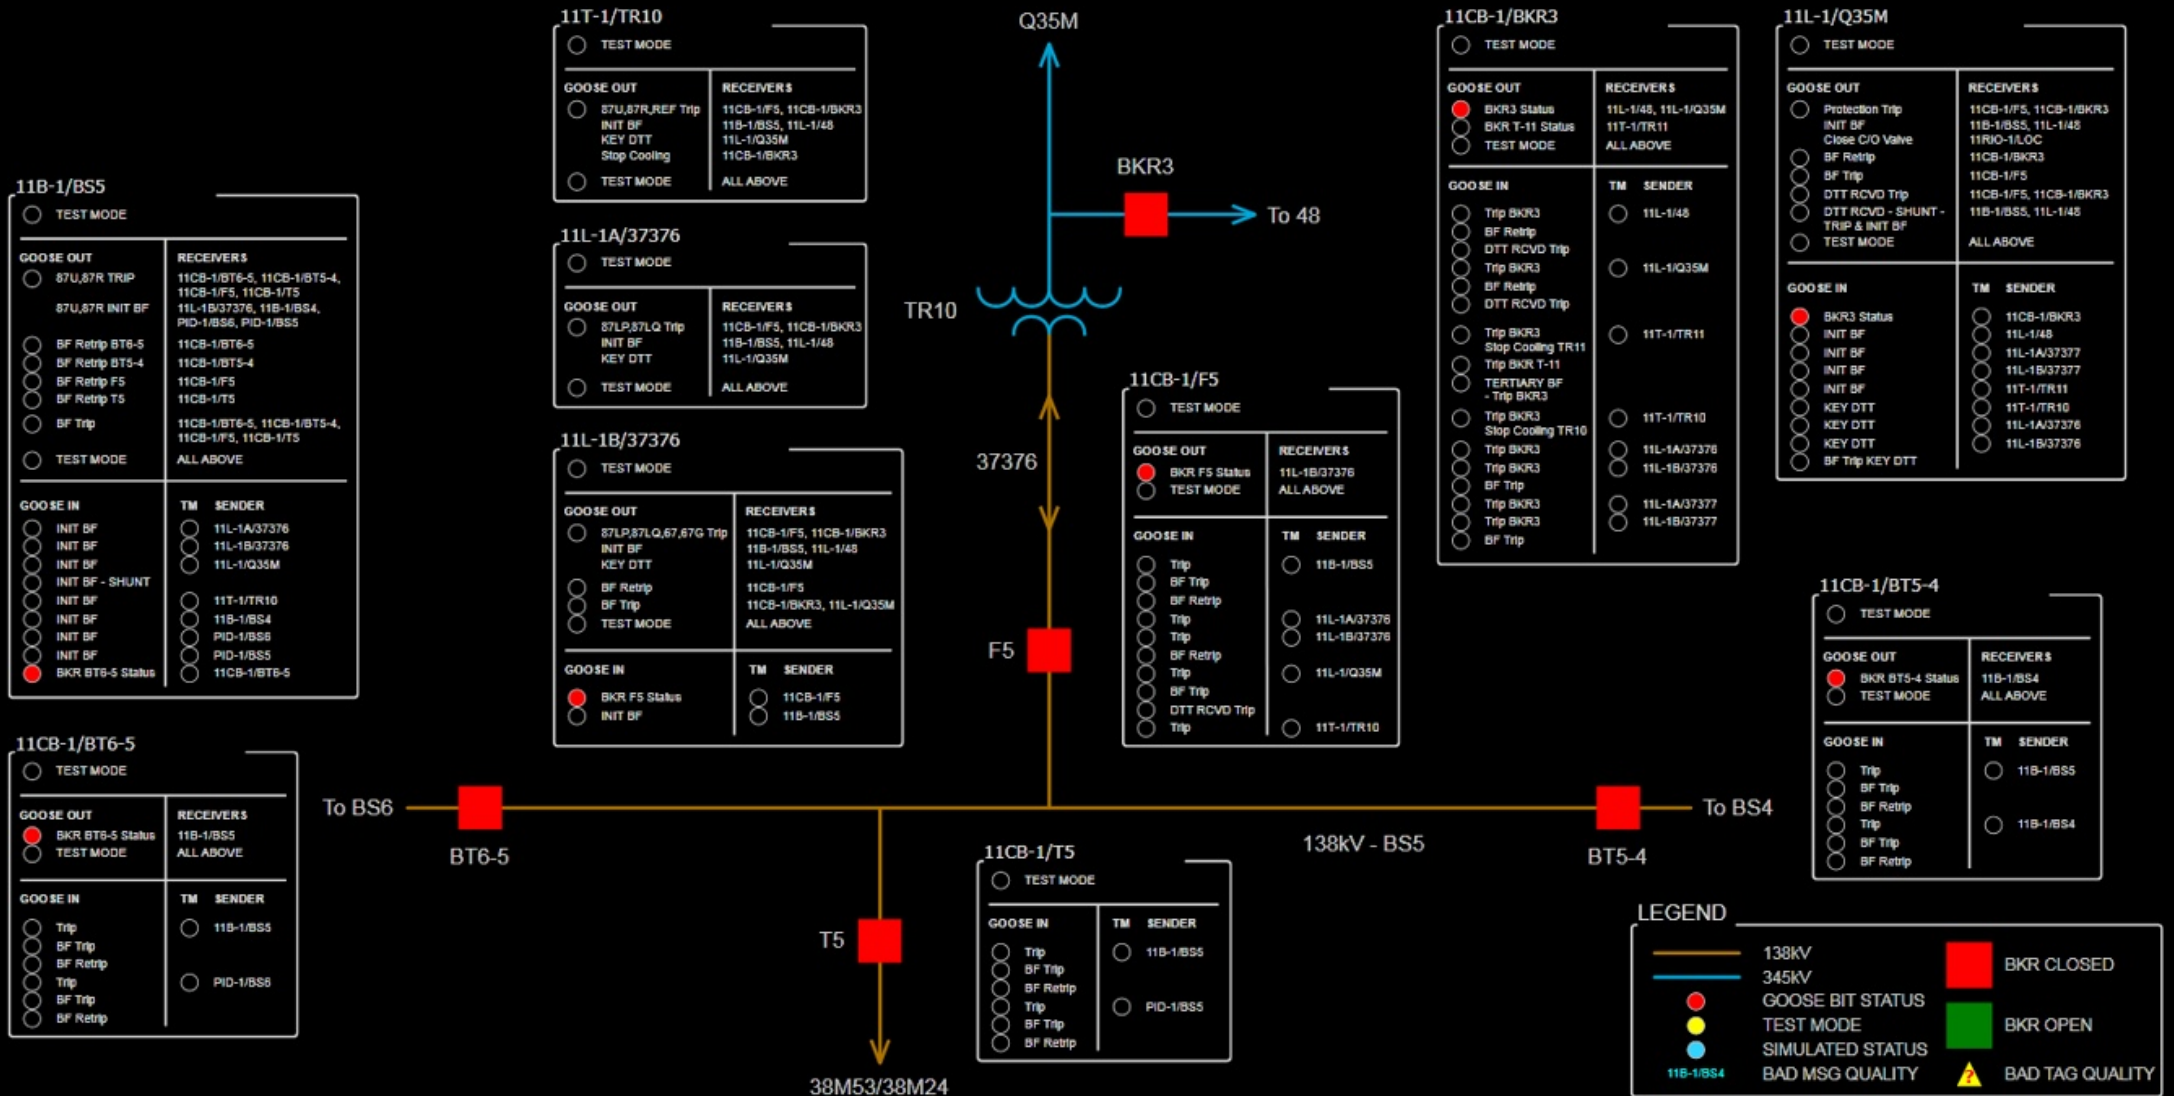 11T-1/TR10
TEST MODE
GOOSE OUT RECEIVERS
87U,87R,REF Trip 11CB-1/F5, 11CB-1/BKR3
INIT BF 11B-1/BS5, 11L-1/48
KEY DTT 11L-1/Q35M
Stop Cooling 11CB-1/BKR3
TEST MODE ALL ABOVE
11L-1A/37376
TEST MODE
GOOSE OUT RECEIVERS
87LP,87LQ Trip 11CB-1/F5, 11CB-1/BKR3
INIT BF 11B-1/BS5, 11L-1/48
KEY DTT 11L-1/Q35M
TEST MODE ALL ABOVE
11L-1B/37376
TEST MODE
GOOSE OUT RECEIVERS
87LP,87LQ,67,67G Trip 11CB-1/F5, 11CB-1/BKR3
INIT BF 11B-1/BS5, 11L-1/48
KEY DTT 11L-1/Q35M
BF Retrip 11CB-1/F5
BF Trip 11CB-1/BKR3, 11L-1/Q35M
TEST MODE ALL ABOVE
GOOSE IN TM SENDER
BKR F5 Status 11CB-1/F5
INIT BF 11B-1/BS5
11B-1/BS5
TEST MODE
GOOSE OUT RECEIVERS
87U,87R TRIP 11CB-1/BT6-5, 11CB-1/BT5-4,
11CB-1/F5, 11CB-1/T5
87U,87R INIT BF 11L-1B/37376, 11B-1/BS4,
PID-1/BS6, PID-1/BS5
BF Retrip BT6-5 11CB-1/BT6-5
BF Retrip BT5-4 11CB-1/BT5-4
BF Retrip F5 11CB-1/F5
BF Retrip T5 11CB-1/T5
BF Trip 11CB-1/BT6-5, 11CB-1/BT5-4,
11CB-1/F5, 11CB-1/T5
TEST MODE ALL ABOVE
GOOSE IN TM SENDER
INIT BF 11L-1A/37376
INIT BF 11L-1B/37376
INIT BF 11L-1/Q35M
INIT BF - SHUNT
INIT BF 11T-1/TR10
INIT BF 11B-1/BS4
INIT BF PID-1/BS6
INIT BF PID-1/BS5
BKR BT6-5 Status 11CB-1/BT6-5
11CB-1/BT6-5
TEST MODE
GOOSE OUT RECEIVERS
BKR BT6-5 Status 11B-1/BS5
TEST MODE ALL ABOVE
GOOSE IN TM SENDER
Trip 11B-1/BS5
BF Trip
BF Retrip
Trip PID-1/BS6
BF Trip
BF Retrip
Q35M
BKR3
To 48
TR10
37376
F5
To BS6
BT6-5
138kV - BS5
BT5-4
To BS4
T5
38M53/38M24
11CB-1/F5
TEST MODE
GOOSE OUT RECEIVERS
BKR F5 Status 11L-1B/37376
TEST MODE ALL ABOVE
GOOSE IN TM SENDER
Trip 11B-1/BS5
BF Trip
BF Retrip
Trip 11L-1A/37376
Trip 11L-1B/37376
BF Retrip
Trip 11L-1/Q35M
BF Trip
DTT RCVD Trip
Trip 11T-1/TR10
11CB-1/T5
TEST MODE
GOOSE IN TM SENDER
Trip 11B-1/BS5
BF Trip
BF Retrip
Trip PID-1/BS5
BF Trip
BF Retrip
11CB-1/BKR3
TEST MODE
GOOSE OUT RECEIVERS
BKR3 Status 11L-1/48, 11L-1/Q35M
BKR T-11 Status 11T-1/TR11
TEST MODE ALL ABOVE
GOOSE IN TM SENDER
Trip BKR3 11L-1/48
BF Retrip
DTT RCVD Trip
Trip BKR3 11L-1/Q35M
BF Retrip
DTT RCVD Trip
Trip BKR3 11T-1/TR11
Stop Cooling TR11
Trip BKR T-11
TERTIARY BF
- Trip BKR3
Trip BKR3 11T-1/TR10
Stop Cooling TR10
Trip BKR3 11L-1A/37376
Trip BKR3 11L-1B/37376
BF Trip
Trip BKR3 11L-1A/37377
Trip BKR3 11L-1B/37377
BF Trip
11L-1/Q35M
TEST MODE
GOOSE OUT RECEIVERS
Protection Trip 11CB-1/F5, 11CB-1/BKR3
INIT BF 11B-1/BS5, 11L-1/48
Close C/O Valve 11RIO-1/LOC
BF Retrip 11CB-1/BKR3
BF Trip 11CB-1/F5
DTT RCVD Trip 11CB-1/F5, 11CB-1/BKR3
DTT RCVD - SHUNT - 11B-1/BS5, 11L-1/48
TRIP & INIT BF
TEST MODE ALL ABOVE
GOOSE IN TM SENDER
BKR3 Status 11CB-1/BKR3
INIT BF 11L-1/48
INIT BF 11L-1A/37377
INIT BF 11L-1B/37377
INIT BF 11T-1/TR11
KEY DTT 11T-1/TR10
KEY DTT 11L-1A/37376
KEY DTT 11L-1B/37376
BF Trip KEY DTT
11CB-1/BT5-4
TEST MODE
GOOSE OUT RECEIVERS
BKR BT5-4 Status 11B-1/BS4
TEST MODE ALL ABOVE
GOOSE IN TM SENDER
Trip 11B-1/BS5
BF Trip
BF Retrip
Trip 11B-1/BS4
BF Trip
BF Retrip
LEGEND
138kV
345kV
GOOSE BIT STATUS
TEST MODE
SIMULATED STATUS
11B-1/BS4 BAD MSG QUALITY
BKR CLOSED
BKR OPEN
? BAD TAG QUALITY